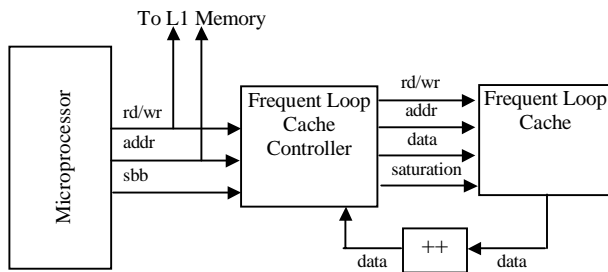 To L1 Memory
Microprocessor
rd/wr
addr
sbb
Frequent Loop
Cache
Controller
rd/wr
addr
data
saturation
Frequent Loop
Cache
data
++
data